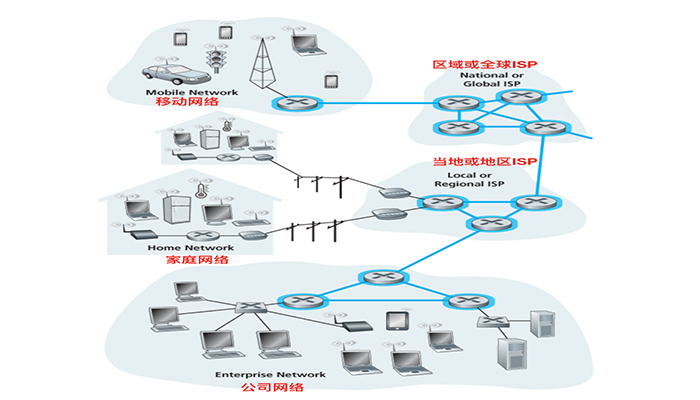 区域或全球ISP
National or
Global ISP
Mobile Network
移动网络
当地或地区ISP
Local or
Regional ISP
Home Network
家庭网络
Enterprise Network
公司网络